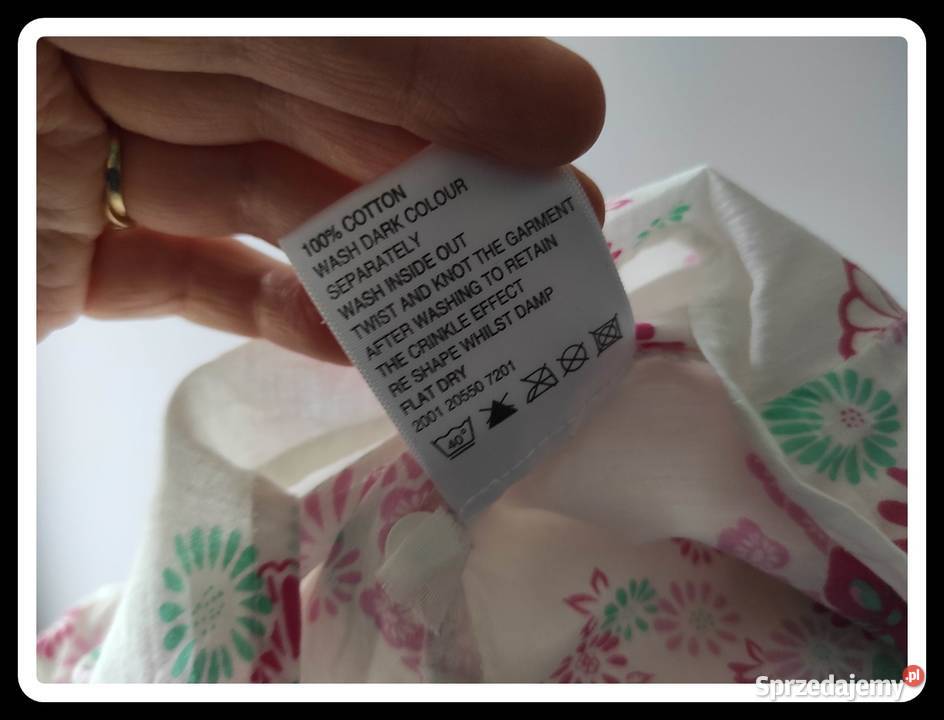 100% COTTON
WASH DARK COLOUR
SEPARATELY
WASH INSIDE OUT
TWIST AND KNOT THE GARMENT
AFTER WASHING TO RETAIN
THE CRINKLE EFFECT
RE SHAPE WHILST DAMP
FLAT DRY
2001 20550 7201
40°
Sprzedajemy.pl